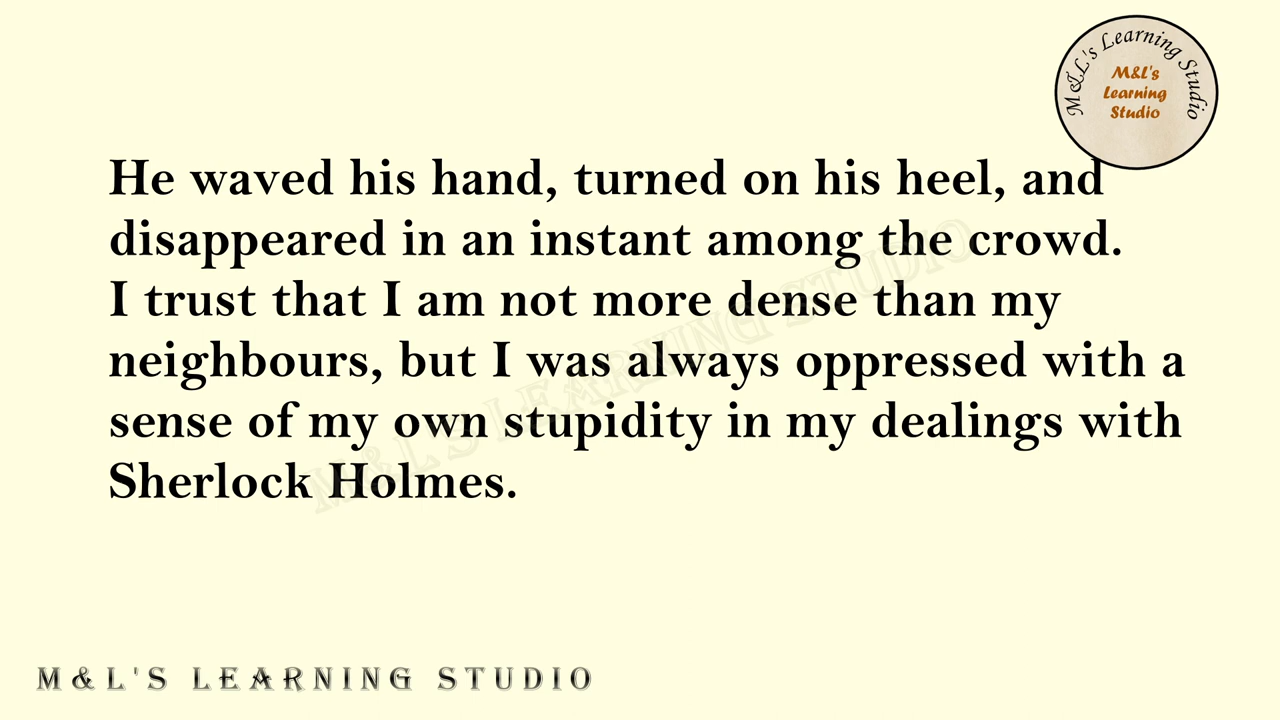 M&L's Learning Studio
M&L's
Learning
Studio
He waved his hand, turned on his heel, and
disappeared in an instant among the crowd.
I trust that I am not more dense than my
neighbours, but I was always oppressed with a
sense of my own stupidity in my dealings with
Sherlock Holmes.
M&L'S LEARNING STUDIO
M&L'S LEARNING STUDIO